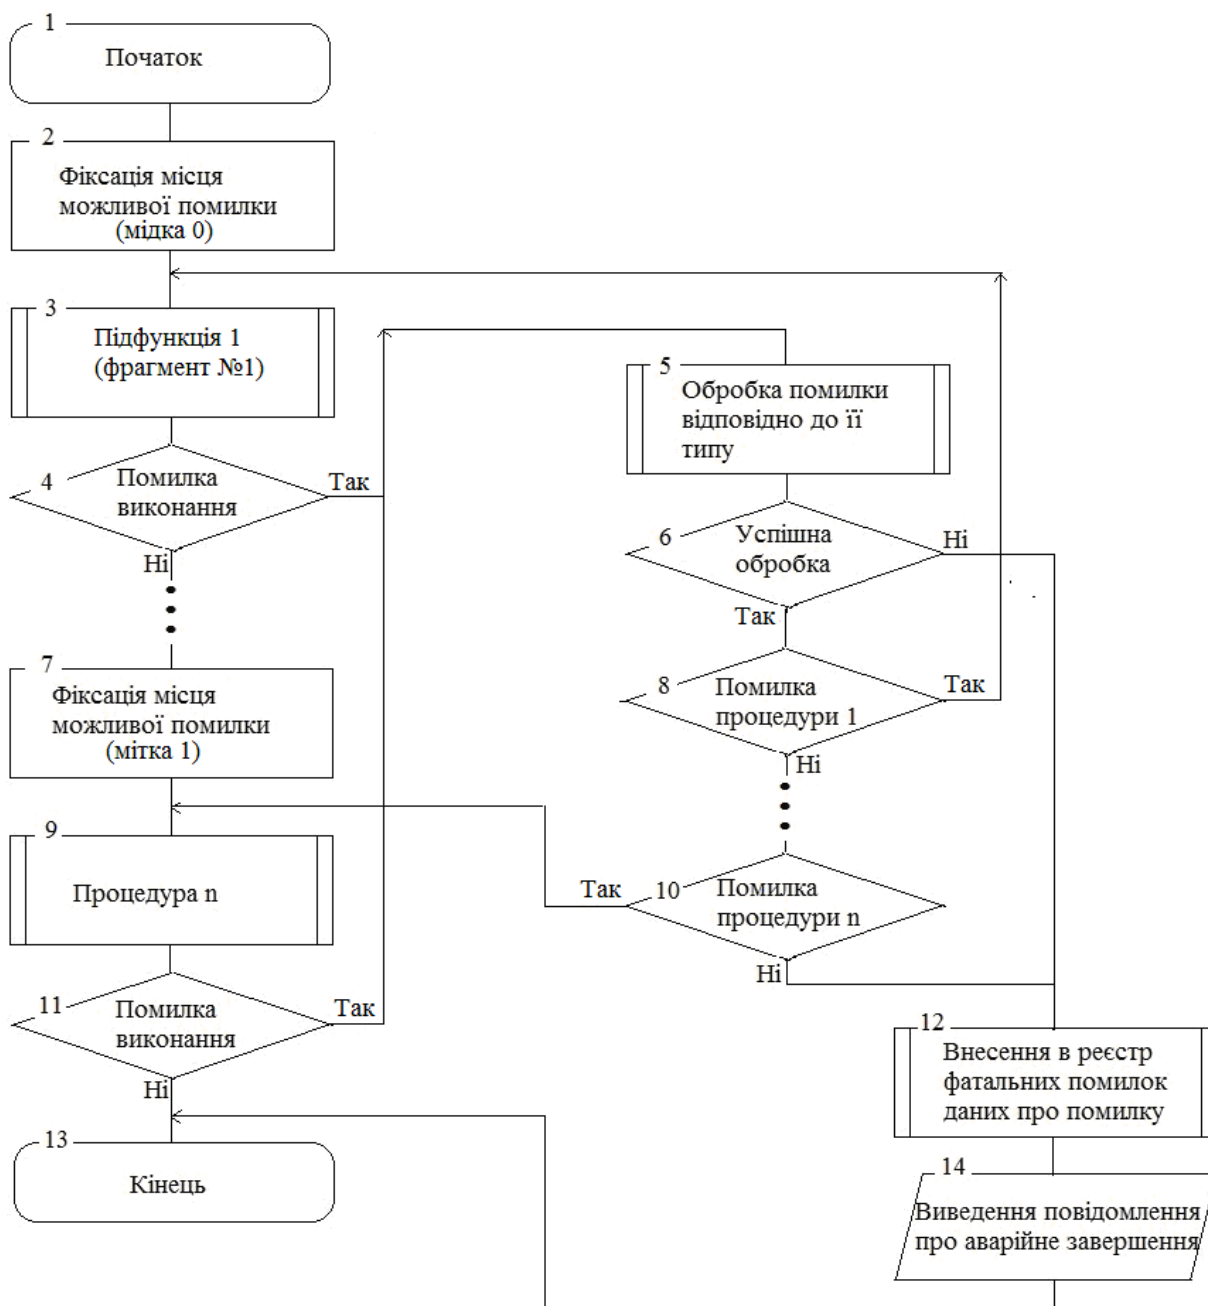 1
Початок
2
Фіксація місця
можливої помилки
(мідка 0)
3
Підфункція 1
(фрагмент №1)
4
Помилка
виконання
Так
Ні
5
Обробка помилки
відповідно до її
типу
6
Успішна
обробка
Ні
Так
7
Фіксація місця
можливої помилки
(мітка 1)
8
Помилка
процедури 1
Так
Ні
9
Процедура n
10
Помилка
процедури n
Так
Ні
11
Помилка
виконання
Так
Ні
12
Внесення в реєстр
фатальних помилок
даних про помилку
13
Кінець
14
Виведення повідомлення
про аварійне завершення